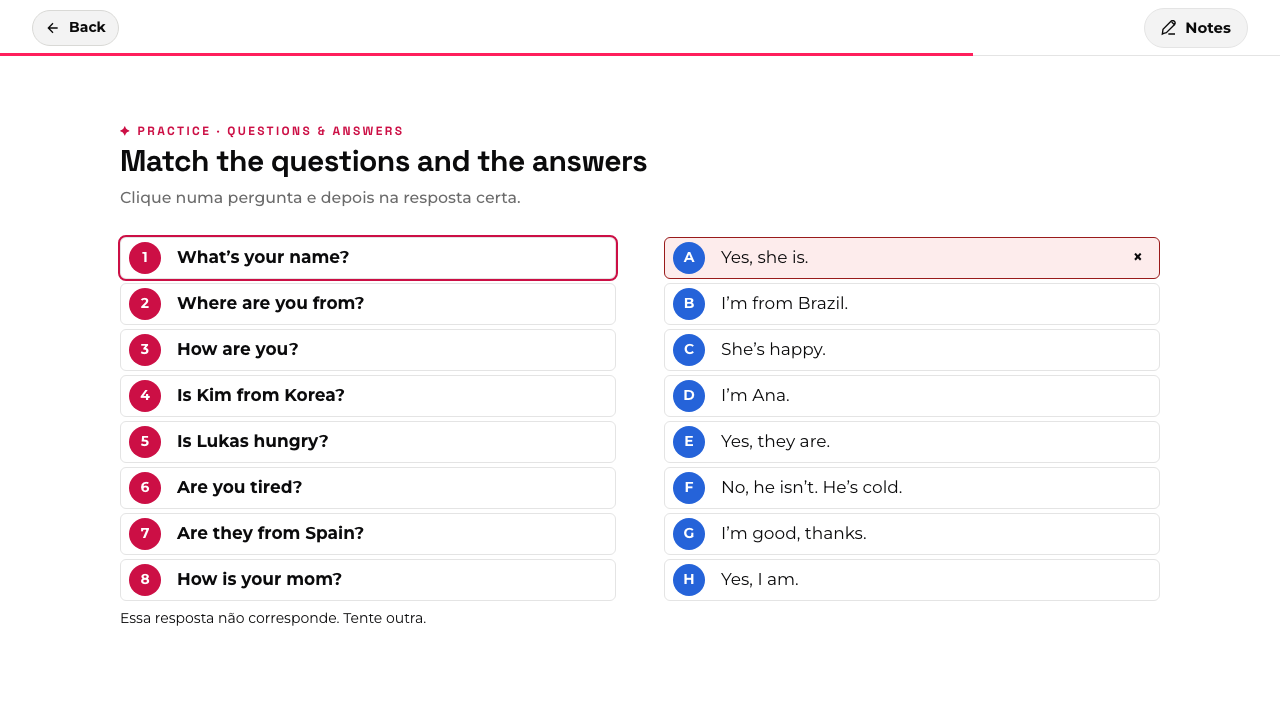 Back
Notes
PRACTICE · QUESTIONS & ANSWERS
Match the questions and the answers
Clique numa pergunta e depois na resposta certa.
1 What’s your name?
A Yes, she is. ×
2 Where are you from?
B I’m from Brazil.
3 How are you?
C She’s happy.
4 Is Kim from Korea?
D I’m Ana.
5 Is Lukas hungry?
E Yes, they are.
6 Are you tired?
F No, he isn’t. He’s cold.
7 Are they from Spain?
G I’m good, thanks.
8 How is your mom?
H Yes, I am.
Essa resposta não corresponde. Tente outra.